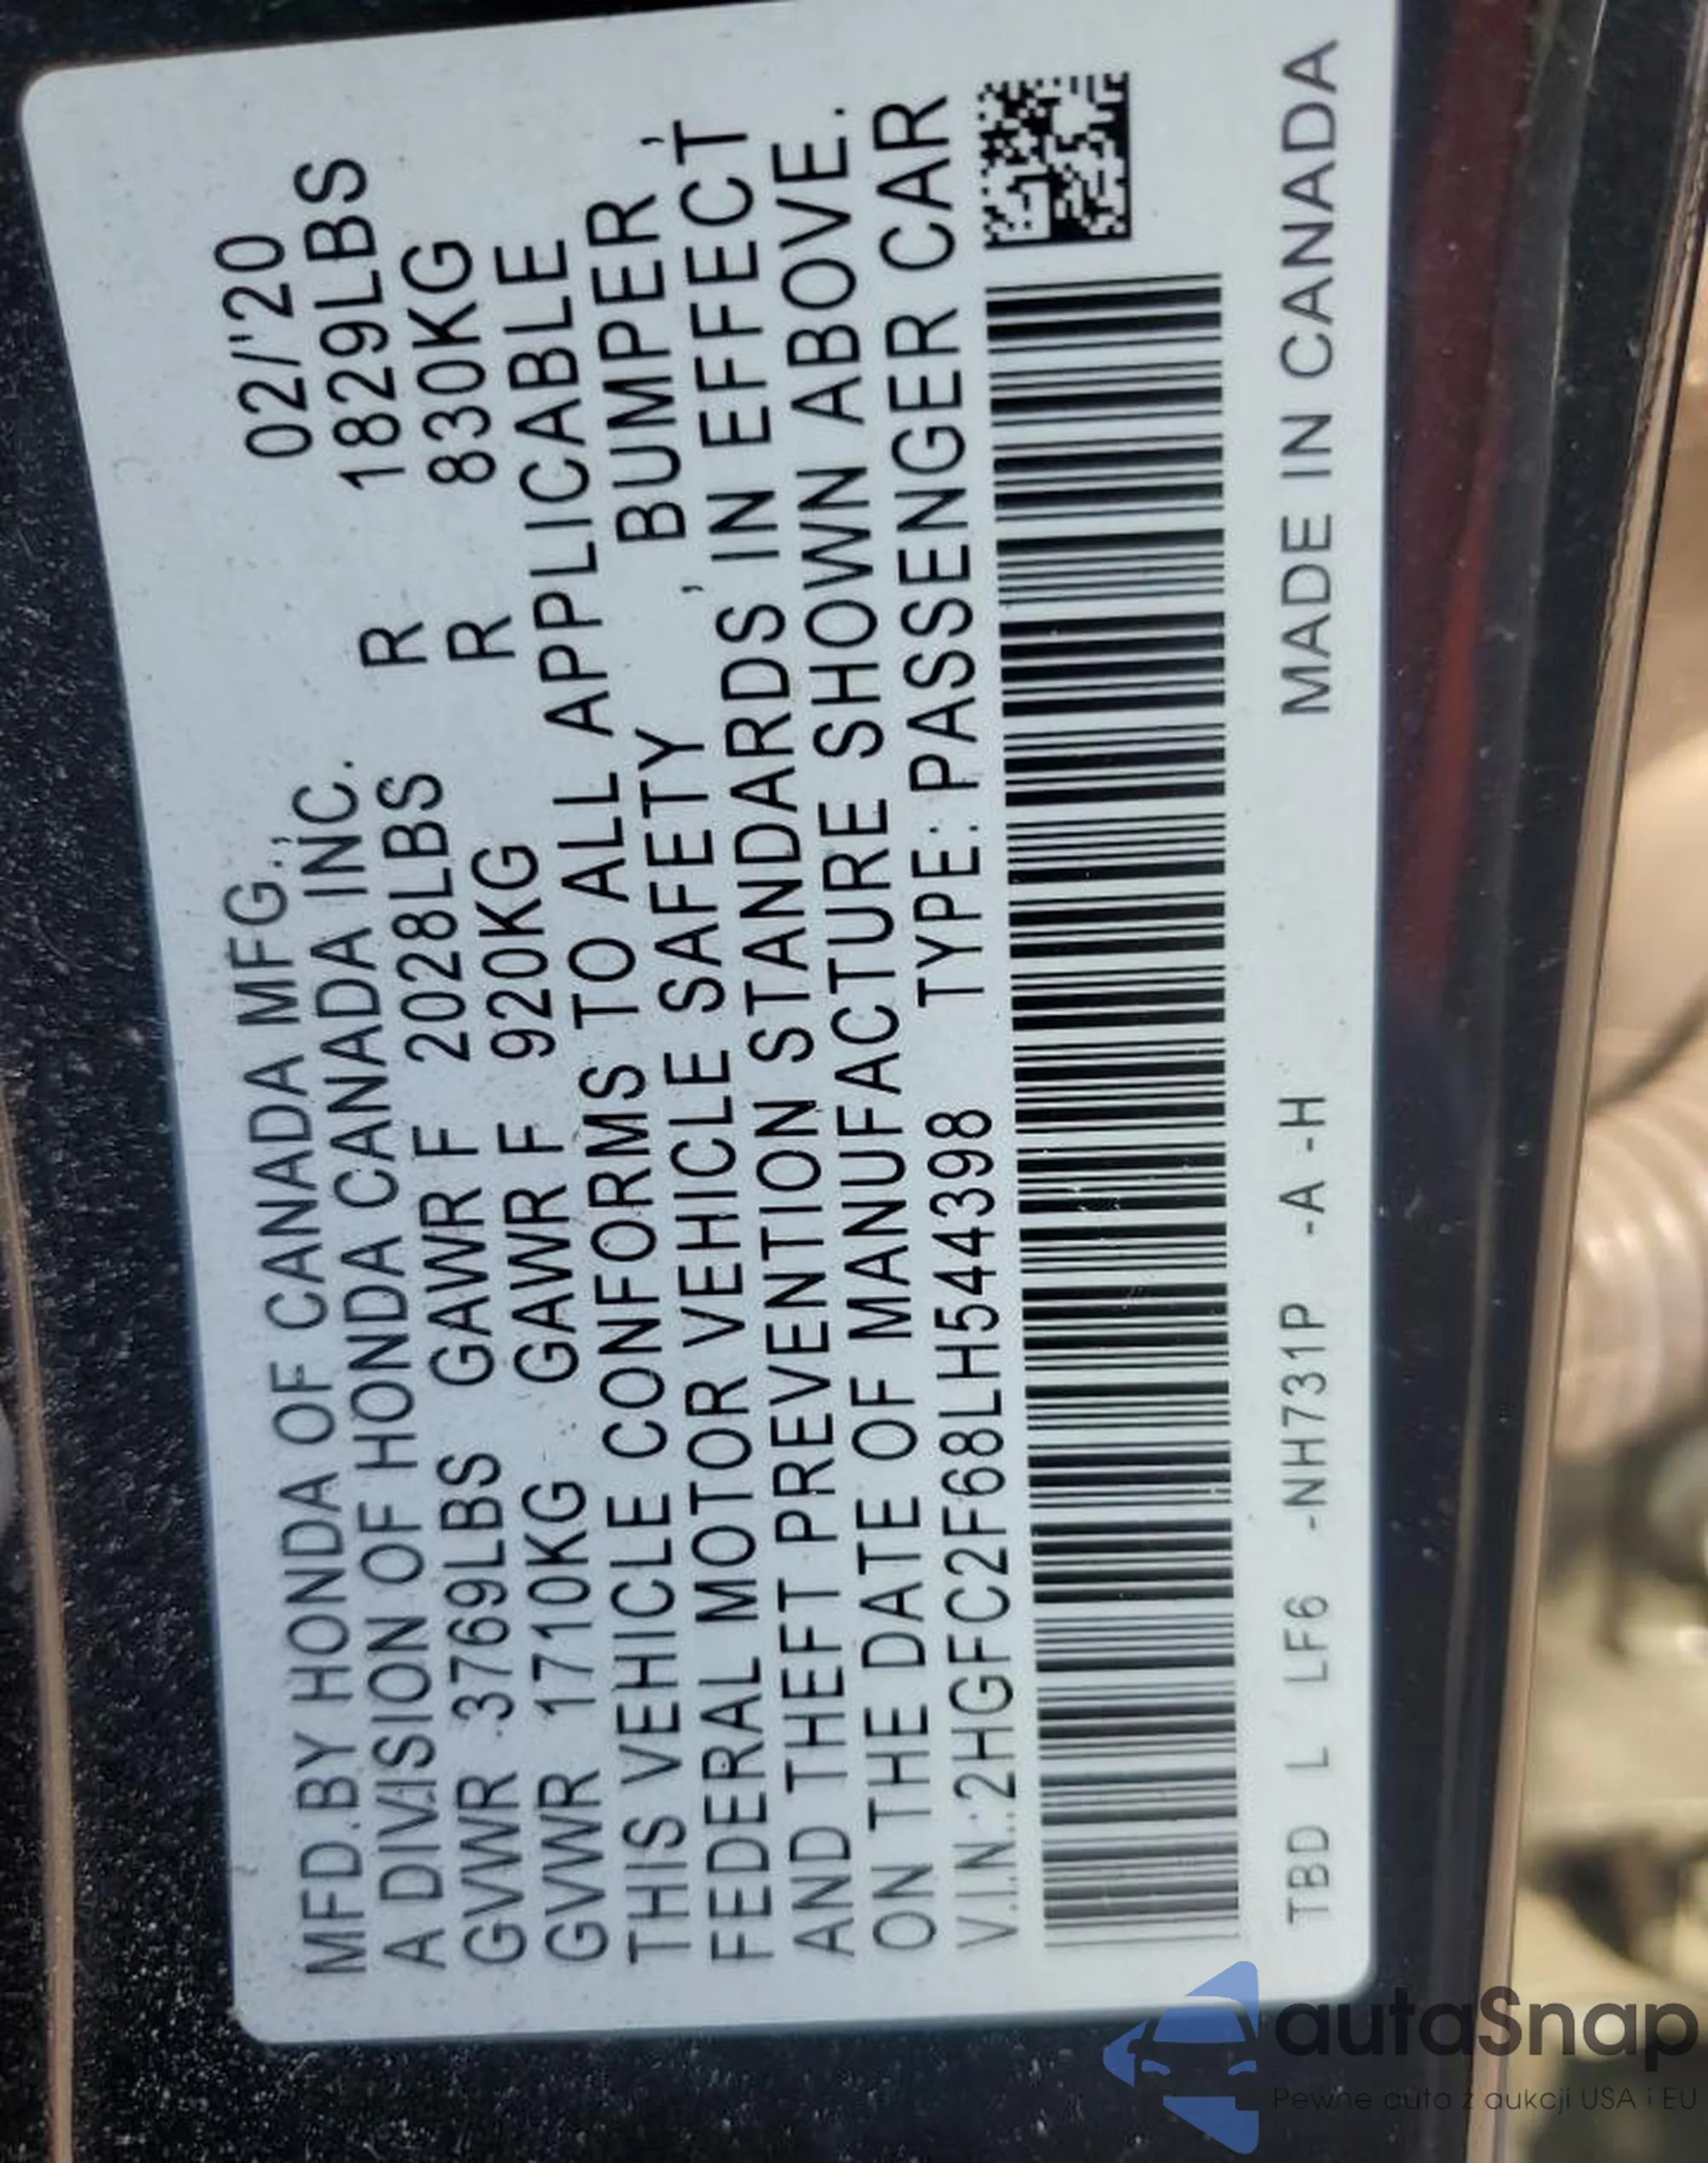 MFD.BY HONDA OF CANADA MFG.; 02/'20
A DIVISION OF HONDA CANADA INC.
GVWR 3769LBS GAWR F 2028LBS R 1829LBS
GVWR 1710KG GAWR F 920KG R 830KG
THIS VEHICLE CONFORMS TO ALL APPLICABLE
FEDERAL MOTOR VEHICLE SAFETY , BUMPER ,
AND THEFT PREVENTION STANDARDS IN EFFECT
ON THE DATE OF MANUFACTURE SHOWN ABOVE.
V.I.N.:2HGFC2F68LH544398 TYPE: PASSENGER CAR
TBD L LF6 -NH731P -A -H MADE IN CANADA
autaSnap
Pewne auta z aukcji USA i EU